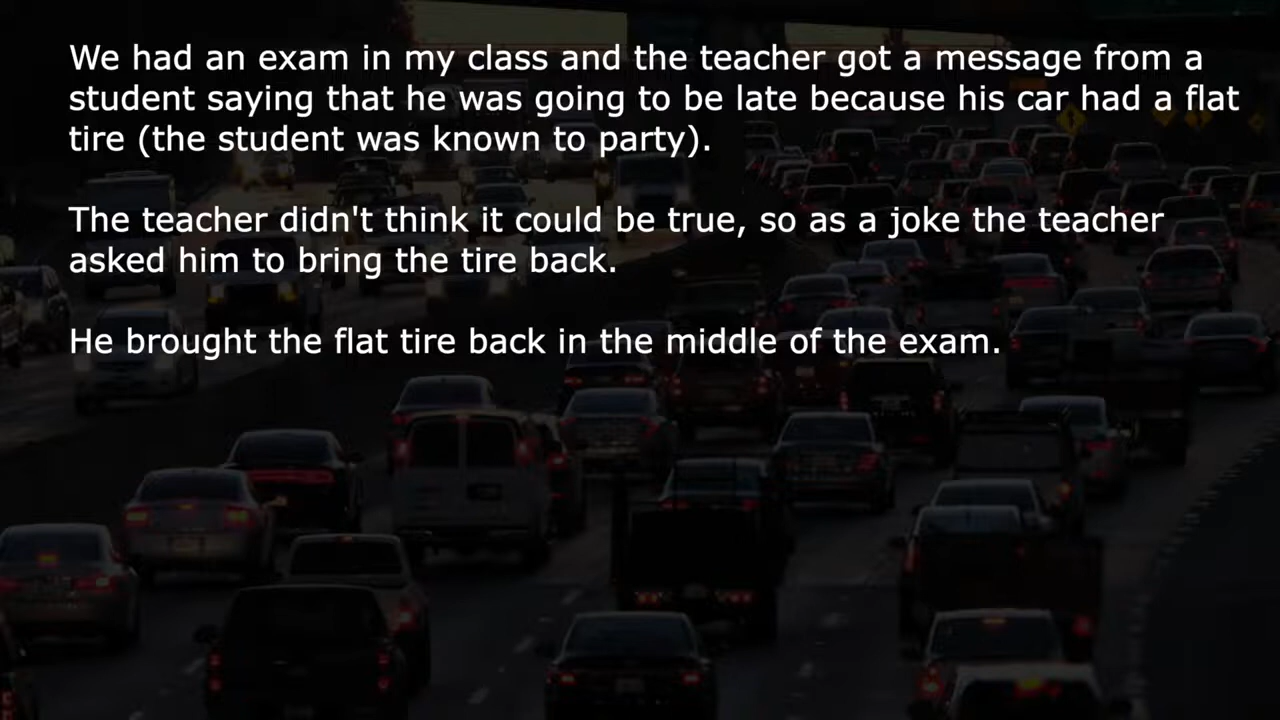 We had an exam in my class and the teacher got a message from a
student saying that he was going to be late because his car had a flat
tire (the student was known to party).
The teacher didn't think it could be true, so as a joke the teacher
asked him to bring the tire back.
He brought the flat tire back in the middle of the exam.